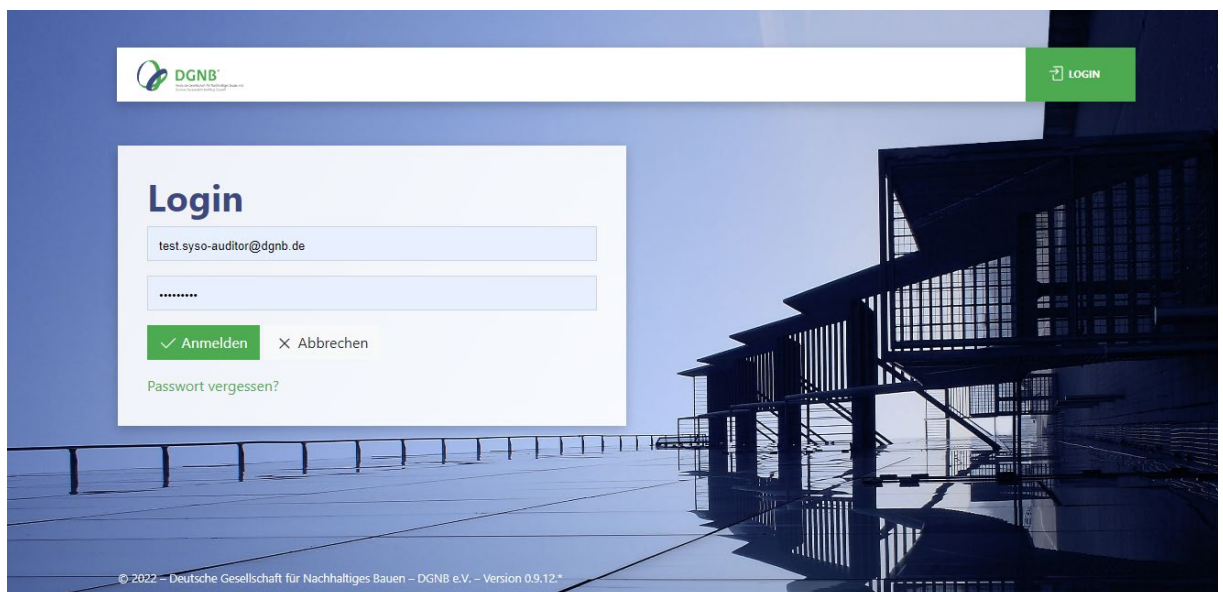 DGNB
LOGIN
Login
test.syso-auditor@dgnb.de
•••••••••
Anmelden
Abbrechen
Passwort vergessen?
© 2022 – Deutsche Gesellschaft für Nachhaltiges Bauen – DGNB e.V. – Version 0.9.12.*